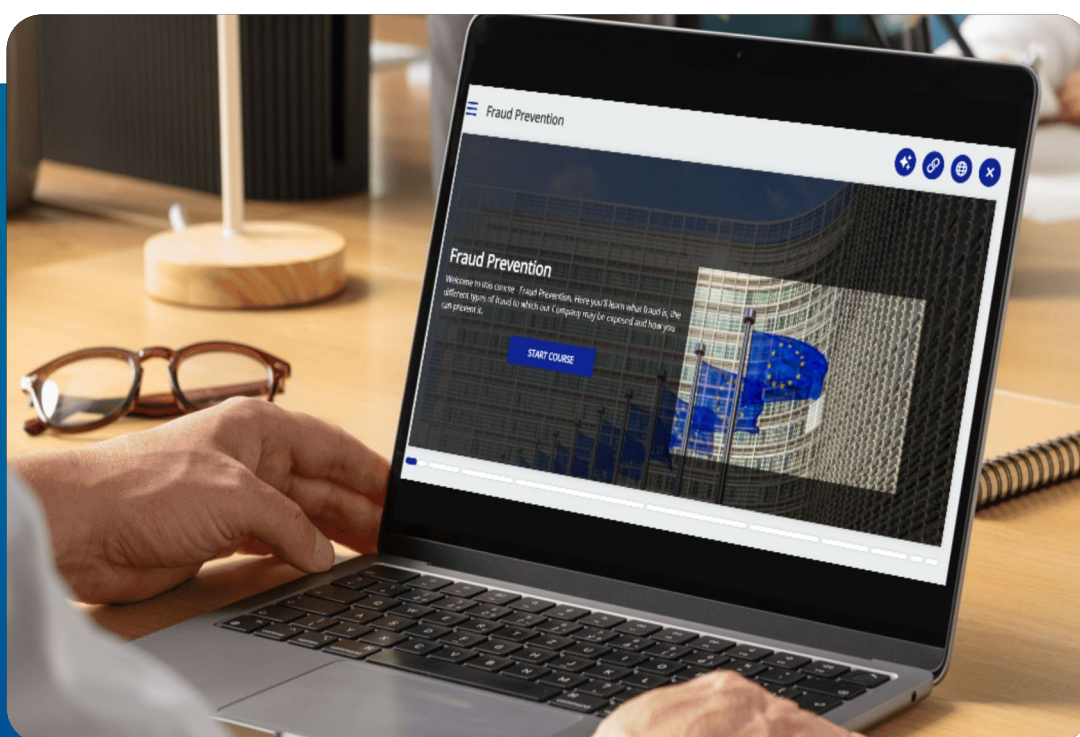 Fraud Prevention
Fraud Prevention
Welcome to this course - Fraud Prevention. Here you'll learn what fraud is, the
different types of fraud to which our Company may be exposed and how you
can prevent it.
START COURSE